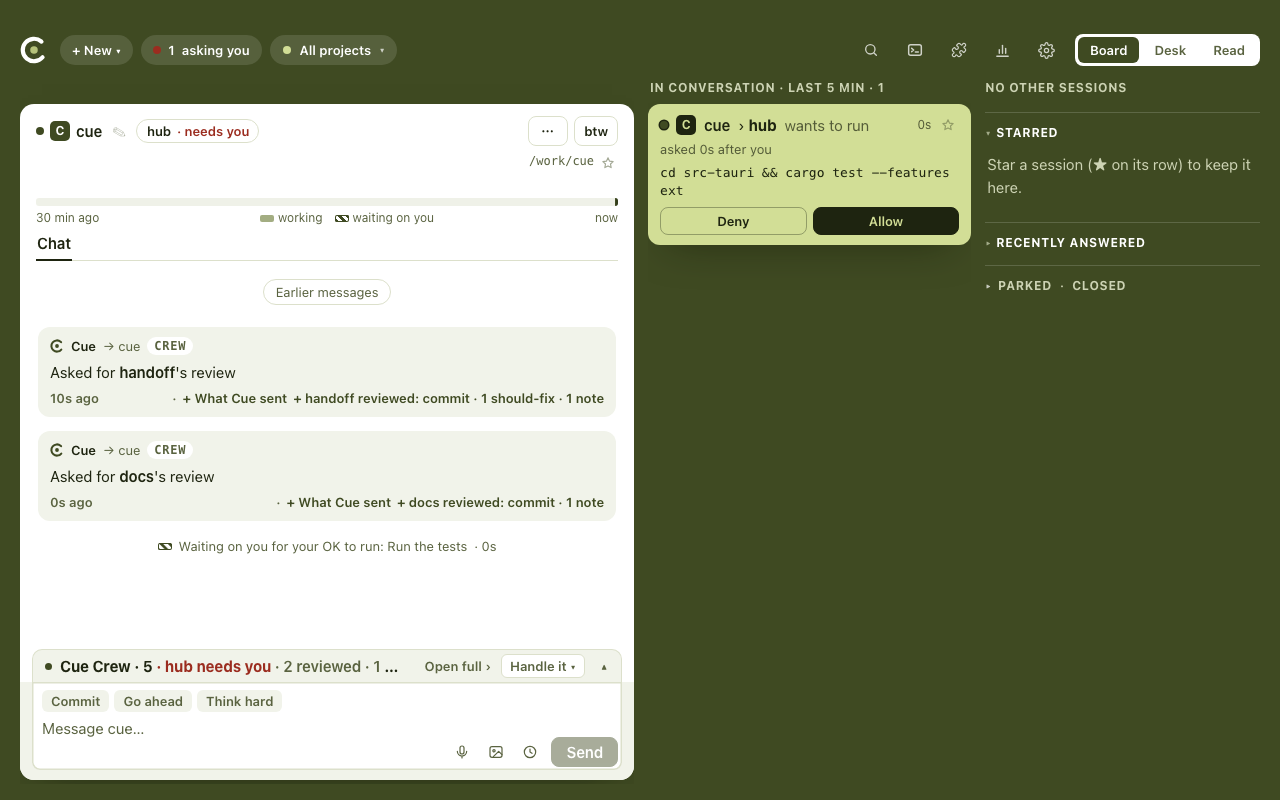 + New ▾
1 asking you
All projects ▾
Board
Desk
Read
C cue
hub · needs you
···
btw
/work/cue
30 min ago
working
waiting on you
now
Chat
Earlier messages
Cue → cue CREW
Asked for handoff's review
10s ago · + What Cue sent + handoff reviewed: commit · 1 should-fix · 1 note
Cue → cue CREW
Asked for docs's review
0s ago · + What Cue sent + docs reviewed: commit · 1 note
Waiting on you for your OK to run: Run the tests · 0s
Cue Crew · 5 · hub needs you · 2 reviewed · 1 ...
Open full ›
Handle it ▾
▴
Commit
Go ahead
Think hard
Message cue...
Send
IN CONVERSATION · LAST 5 MIN · 1
C cue › hub wants to run 0s
asked 0s after you
cd src-tauri && cargo test --features
ext
Deny
Allow
NO OTHER SESSIONS
▾ STARRED
Star a session (★ on its row) to keep it
here.
▸ RECENTLY ANSWERED
▸ PARKED · CLOSED